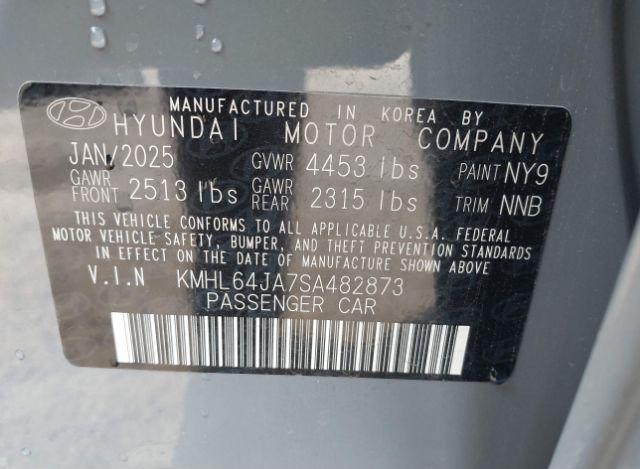 MANUFACTURED IN KOREA BY
HYUNDAI MOTOR COMPANY
JAN/2025 GVWR 4453 lbs PAINT NY9
GAWR FRONT 2513 lbs GAWR REAR 2315 lbs TRIM NNB
THIS VEHICLE CONFORMS TO ALL APPLICABLE U.S.A. FEDERAL
MOTOR VEHICLE SAFETY, BUMPER, AND THEFT PREVENTION STANDARDS
IN EFFECT ON THE DATE OF MANUFACTURE SHOWN ABOVE.
V.I.N KMHL64JA7SA482873
PASSENGER CAR